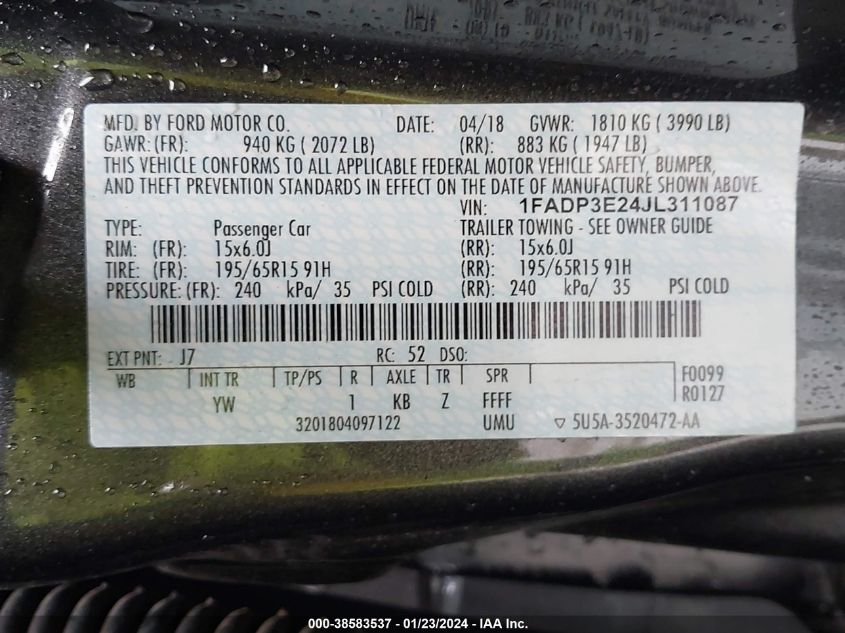 MFD. BY FORD MOTOR CO. DATE: 04/18 GVWR: 1810 KG ( 3990 LB)
GAWR: (FR): 940 KG ( 2072 LB) (RR): 883 KG ( 1947 LB)
THIS VEHICLE CONFORMS TO ALL APPLICABLE FEDERAL MOTOR VEHICLE SAFETY, BUMPER,
AND THEFT PREVENTION STANDARDS IN EFFECT ON THE DATE OF MANUFACTURE SHOWN ABOVE.
VIN: 1FADP3E24JL311087
TYPE: Passenger Car TRAILER TOWING - SEE OWNER GUIDE
RIM: (FR): 15x6.0J (RR): 15x6.0J
TIRE: (FR): 195/65R15 91H (RR): 195/65R15 91H
PRESSURE: (FR): 240 kPa/ 35 PSI COLD (RR): 240 kPa/ 35 PSI COLD
EXT PNT: J7 RC: 52 DSO:
WB INT TR TP/PS R AXLE TR SPR F0099
YW 1 KB Z FFFF R0127
3201804097122 UMU ▽ 5U5A-3520472-AA
000-38583537 - 01/23/2024 - IAA Inc.